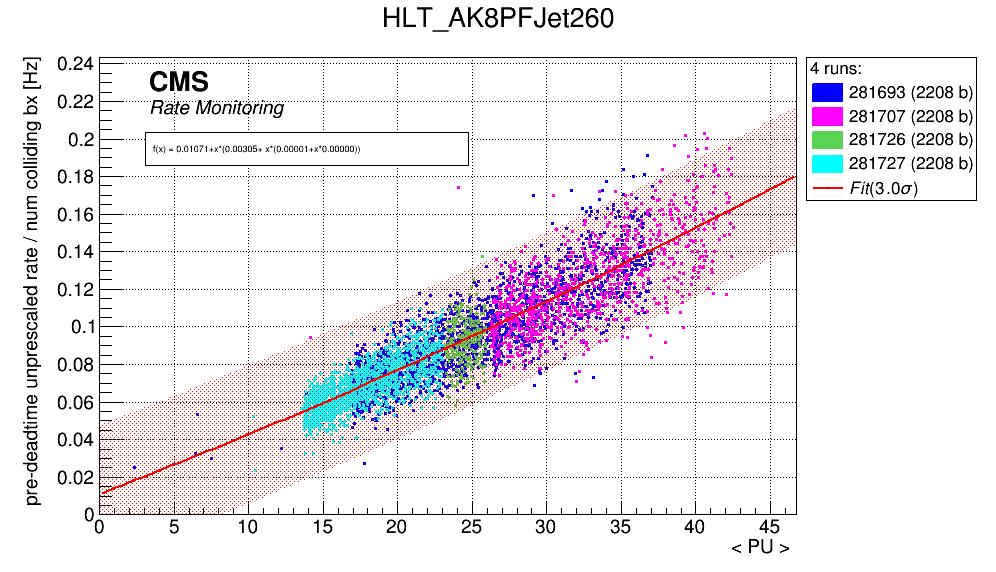 HLT_AK8PFJet260
pre-deadtime unprescaled rate / num colliding bx [Hz]
0.24
0.22
0.2
0.18
0.16
0.14
0.12
0.1
0.08
0.06
0.04
0.02
0
CMS
Rate Monitoring
f(x) = 0.01071+x*(0.00305+ x*(0.00001+x*0.00000))
0 5 10 15 20 25 30 35 40 45
< PU >
4 runs:
281693 (2208 b)
281707 (2208 b)
281726 (2208 b)
281727 (2208 b)
Fit(3.0σ)